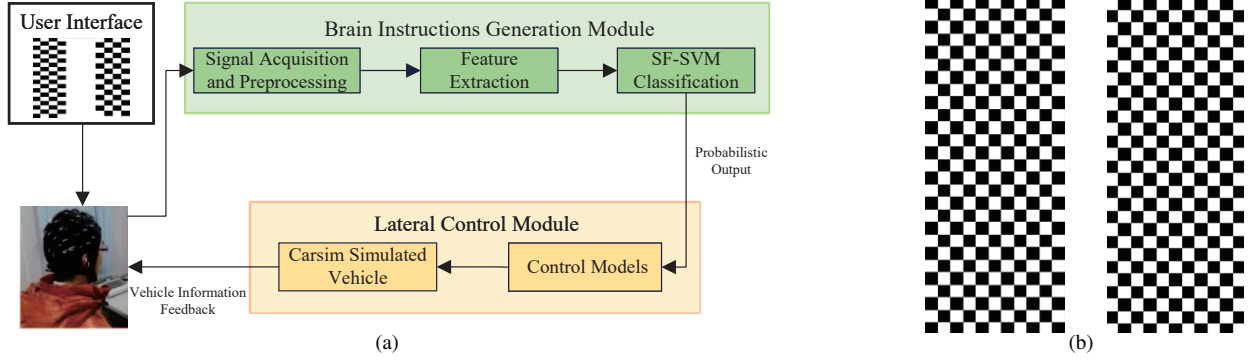 User Interface
Brain Instructions Generation Module
Signal Acquisition
and Preprocessing
Feature
Extraction
SF-SVM
Classification
Probabilistic
Output
Lateral Control Module
Carsim Simulated
Vehicle
Control Models
Vehicle Information
Feedback
(a)
(b)